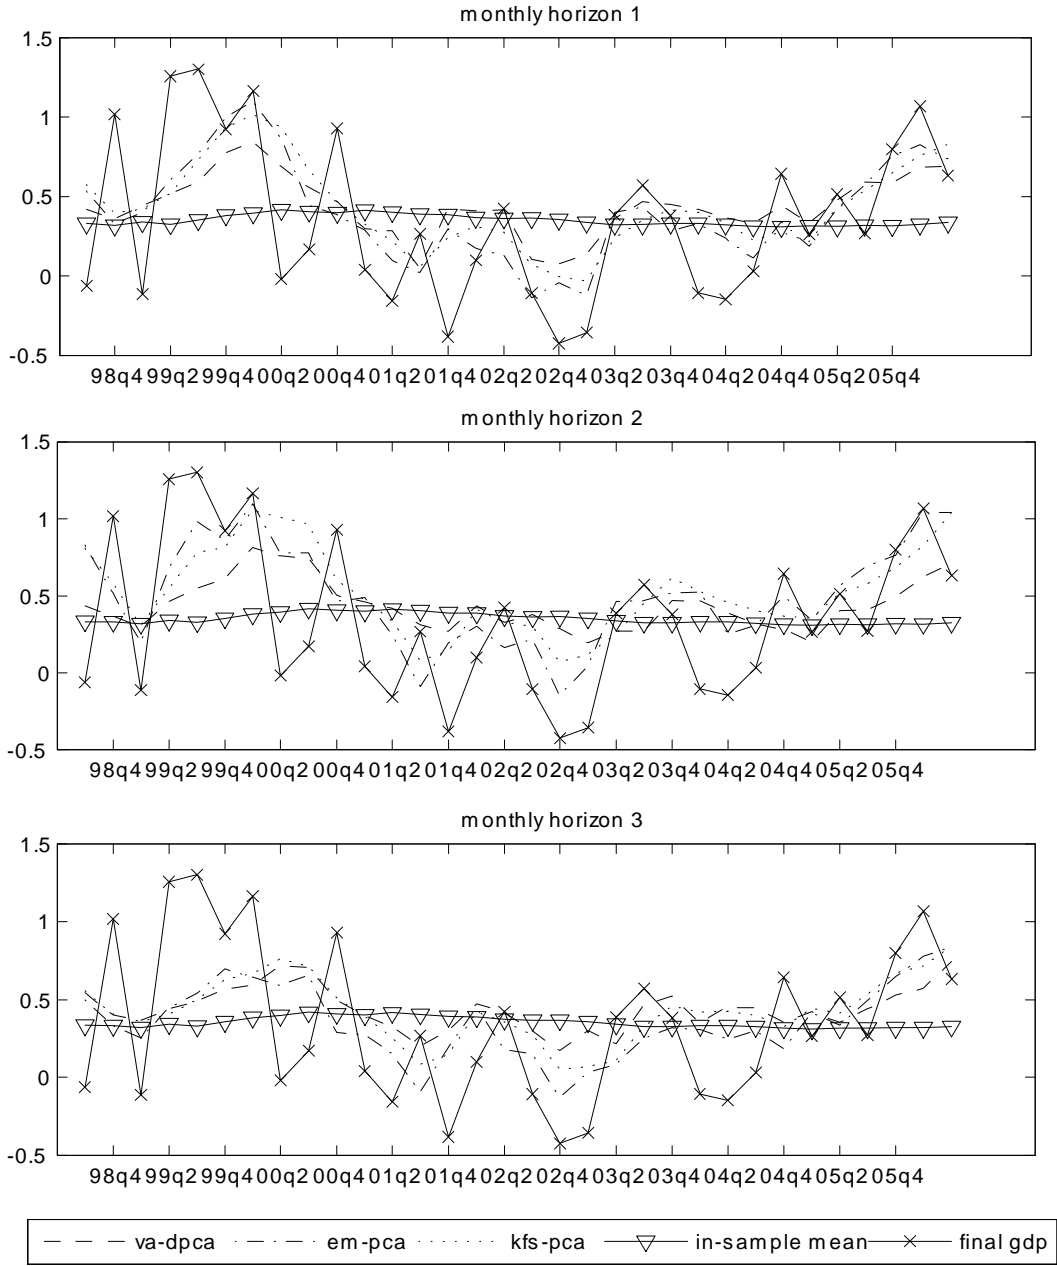 monthly horizon 1
1.5
1
0.5
0
-0.5
98q4 99q2 99q4 00q2 00q4 01q2 01q4 02q2 02q4 03q2 03q4 04q2 04q4 05q2 05q4
monthly horizon 2
1.5
1
0.5
0
-0.5
98q4 99q2 99q4 00q2 00q4 01q2 01q4 02q2 02q4 03q2 03q4 04q2 04q4 05q2 05q4
monthly horizon 3
1.5
1
0.5
0
-0.5
98q4 99q2 99q4 00q2 00q4 01q2 01q4 02q2 02q4 03q2 03q4 04q2 04q4 05q2 05q4
va-dpca em-pca kfs-pca in-sample mean final gdp